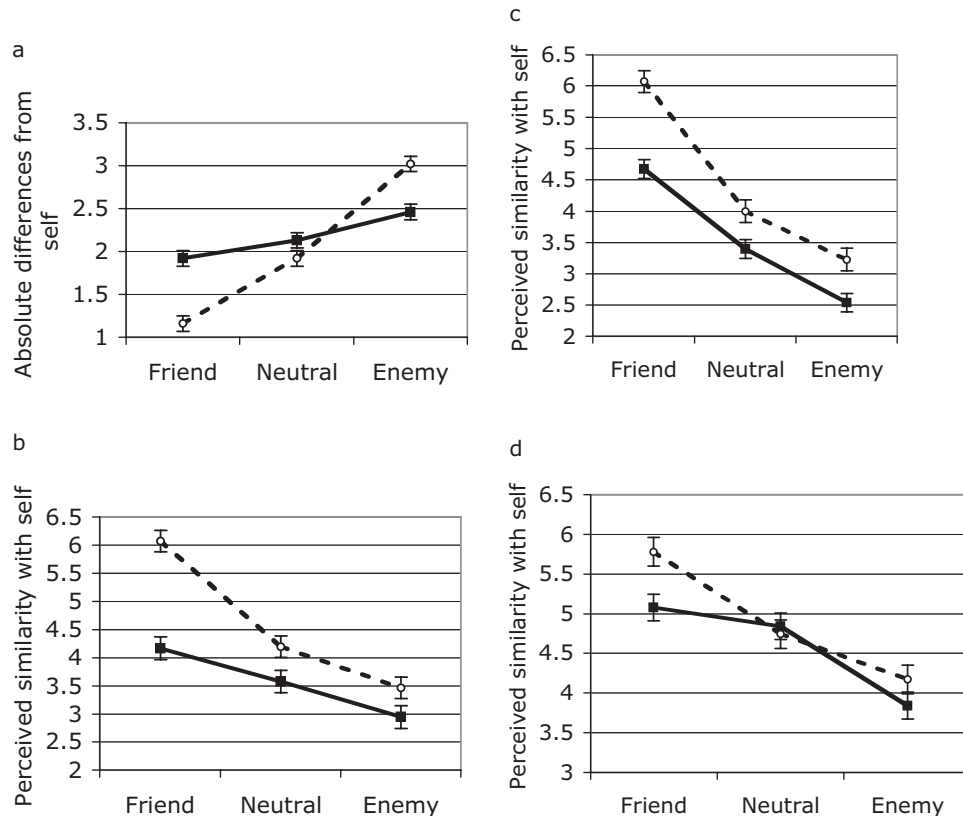 a
Absolute differences from
self
3.5
3
2.5
2
1.5
1
Friend Neutral Enemy
b
Perceived similarity with self
6.5
6
5.5
5
4.5
4
3.5
3
2.5
2
Friend Neutral Enemy
c
Perceived similarity with self
6.5
6
5.5
5
4.5
4
3.5
3
2.5
2
Friend Neutral Enemy
d
Perceived similarity with self
6.5
6
5.5
5
4.5
4
3.5
3
Friend Neutral Enemy